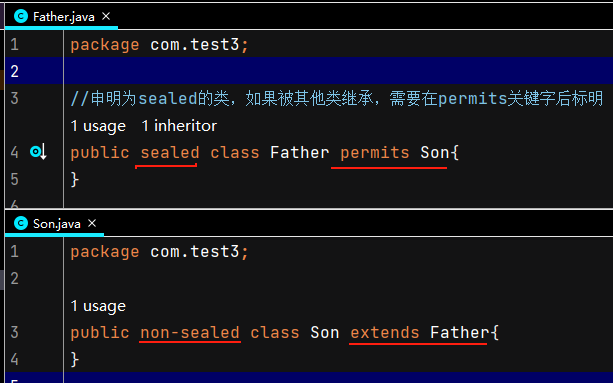 Father.java ×
1 package com.test3;
2
3 //申明为sealed的类，如果被其他类继承，需要在permits关键字后标明
1 usage 1 inheritor
4 public sealed class Father permits Son{
5 }
6
Son.java ×
1 package com.test3;
2
1 usage
3 public non-sealed class Son extends Father{
4 }
5